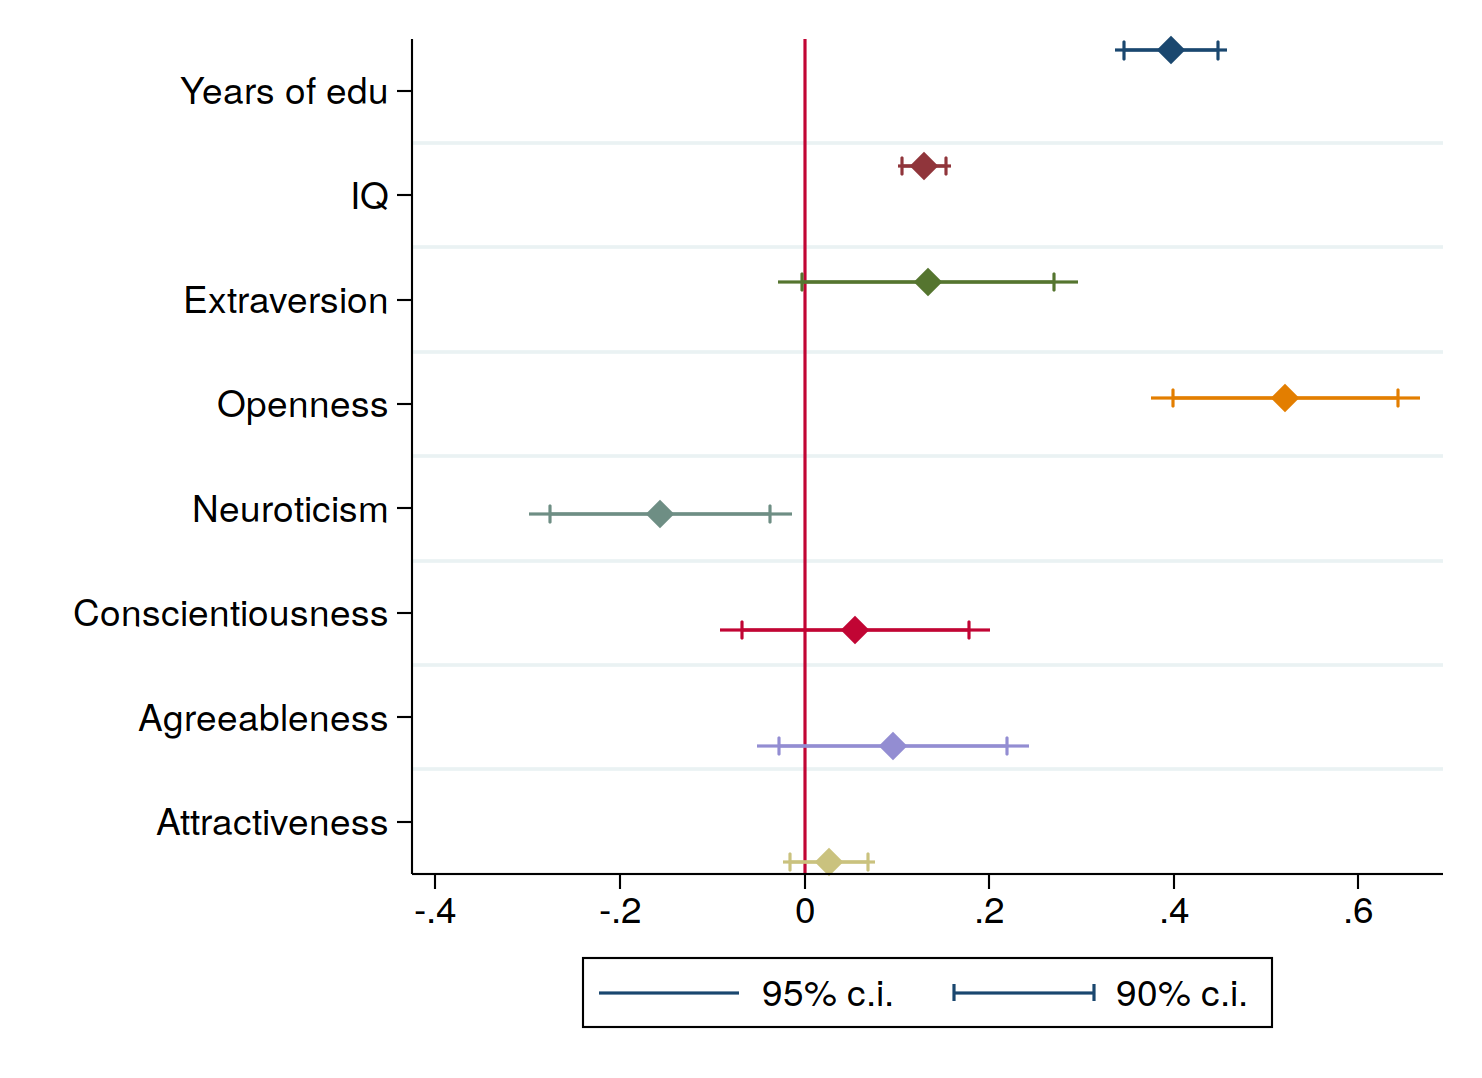 Years of edu
IQ
Extraversion
Openness
Neuroticism
Conscientiousness
Agreeableness
Attractiveness
-.4 -.2 0 .2 .4 .6
95% c.i. 90% c.i.